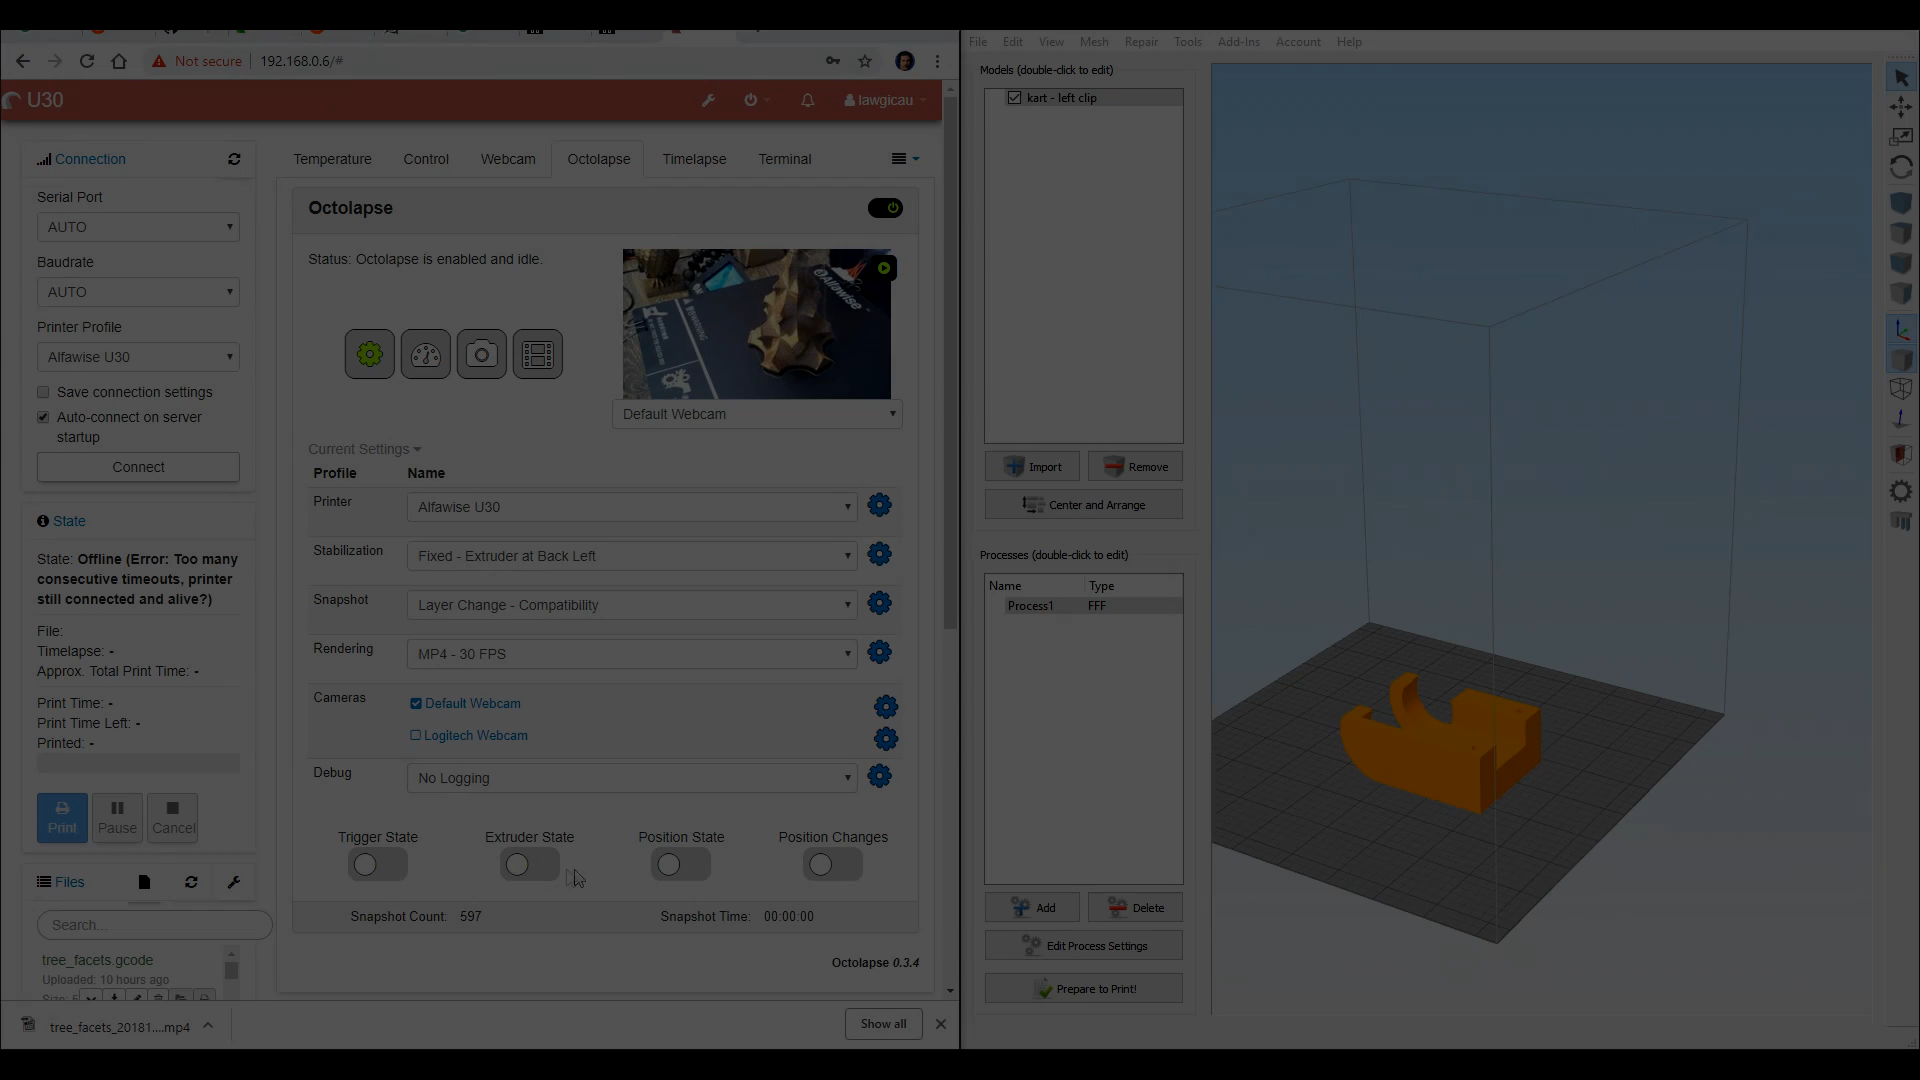 Not secure
192.168.0.6/#
U30
lawgicau
Connection
Serial Port
AUTO
Baudrate
AUTO
Printer Profile
Alfawise U30
Save connection settings
Auto-connect on server
startup
Connect
State
State: Offline (Error: Too many
consecutive timeouts, printer
still connected and alive?)
File:
Timelapse: -
Approx. Total Print Time: -
Print Time: -
Print Time Left: -
Printed: -
Print
Pause
Cancel
Files
Search...
tree_facets.gcode
Uploaded: 10 hours ago
Temperature
Control
Webcam
Octolapse
Timelapse
Terminal
Octolapse
Status: Octolapse is enabled and idle.
Alfawise
Default Webcam
Current Settings
Profile Name
Printer Alfawise U30
Stabilization Fixed - Extruder at Back Left
Snapshot Layer Change - Compatibility
Rendering MP4 - 30 FPS
Cameras Default Webcam
Logitech Webcam
Debug No Logging
Trigger State Extruder State Position State Position Changes
Snapshot Count: 597 Snapshot Time: 00:00:00
Octolapse 0.3.4
tree_facets_20181....mp4
Show all
File Edit View Mesh Repair Tools Add-Ins Account Help
Models (double-click to edit)
kart - left clip
Import Remove
Center and Arrange
Processes (double-click to edit)
Name Type
Process1 FFF
Add Delete
Edit Process Settings
Prepare to Print!